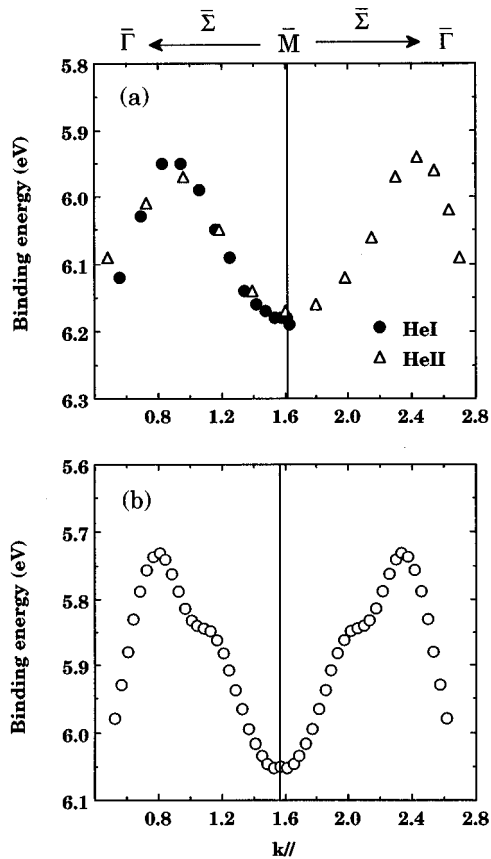 Γ̄ Σ̄ M̄ Σ̄ Γ̄
5.8
(a)
5.9
6.0
6.1
6.2
6.3
Binding energy (eV)
HeI
HeII
0.8 1.2 1.6 2.0 2.4 2.8
5.6
(b)
5.7
5.8
5.9
6.0
6.1
Binding energy (eV)
0.8 1.2 1.6 2.0 2.4 2.8
k//